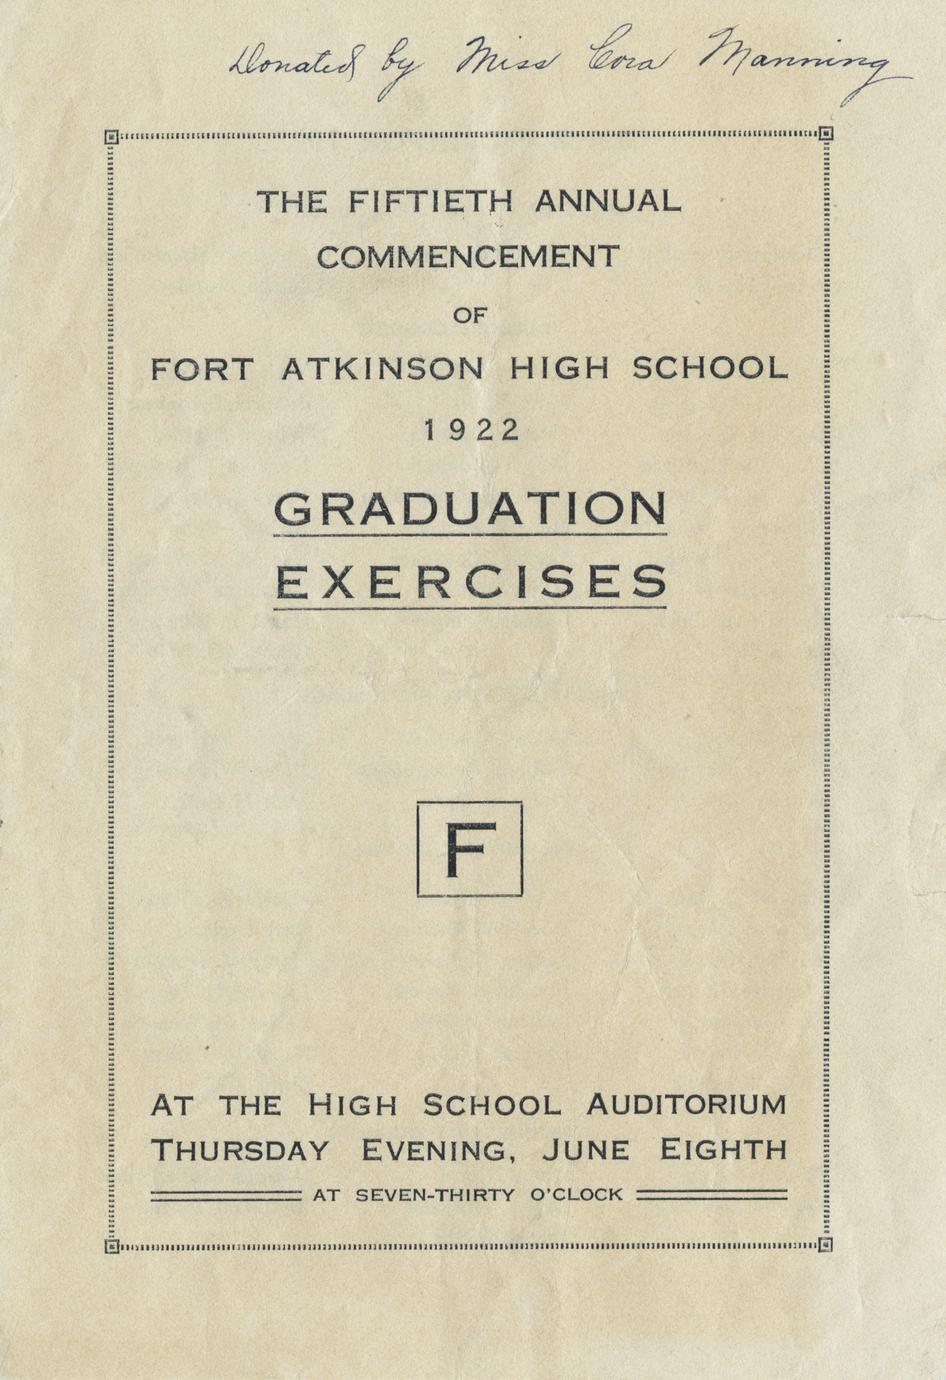 Donated by Miss Cora Manning
THE FIFTIETH ANNUAL
COMMENCEMENT
OF
FORT ATKINSON HIGH SCHOOL
1922
GRADUATION
EXERCISES
F
AT THE HIGH SCHOOL AUDITORIUM
THURSDAY EVENING, JUNE EIGHTH
AT SEVEN-THIRTY O'CLOCK